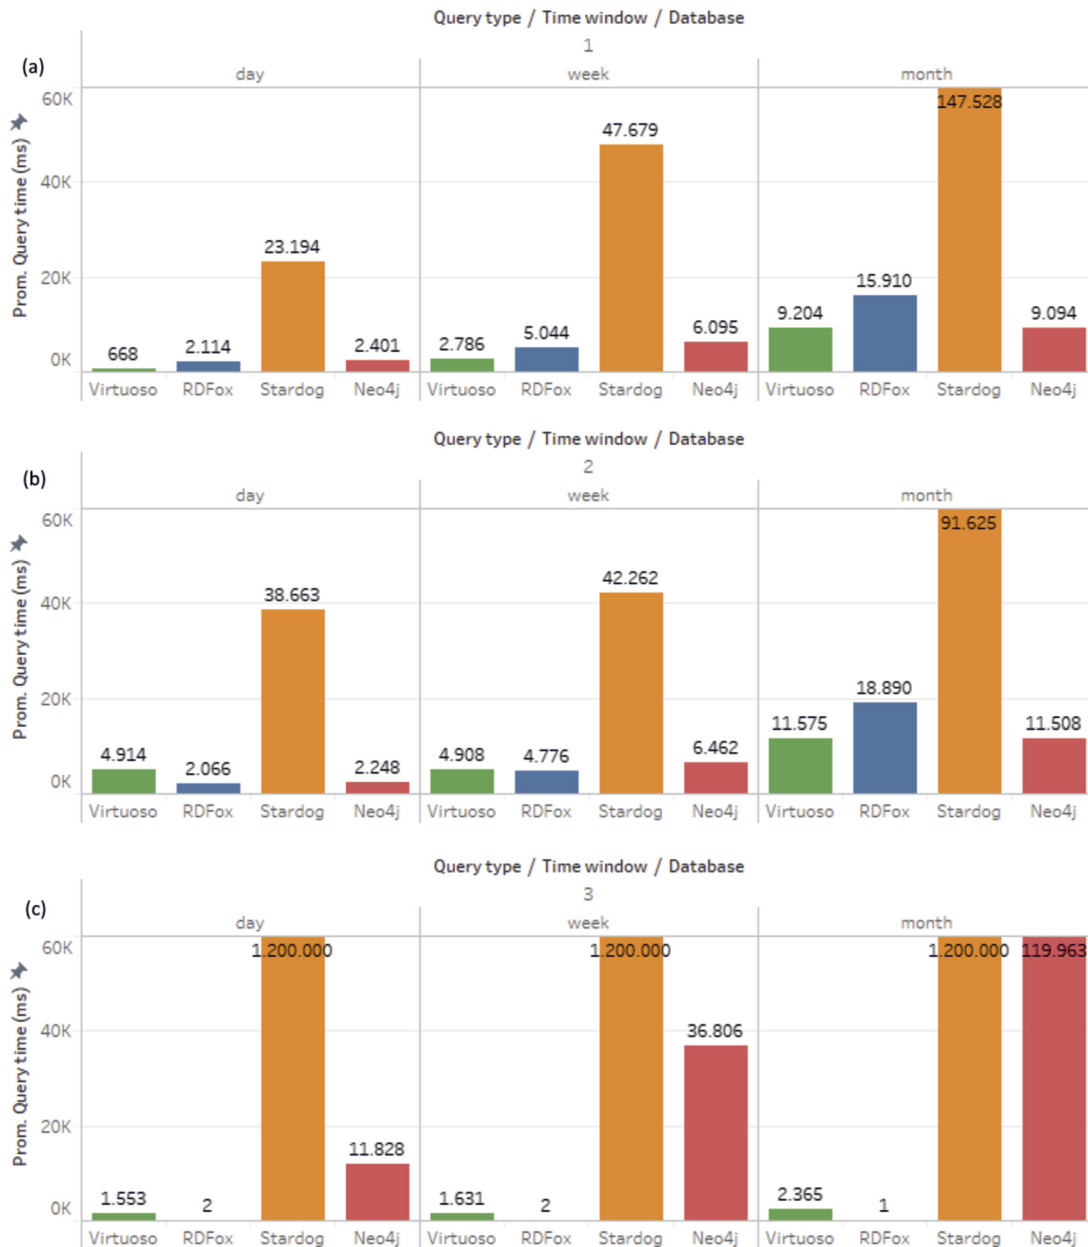 Query type / Time window / Database
1
(a)
day week month
60K
147.528
47.679
40K
23.194
20K
15.910
9.204 9.094
668 2.114 2.401 2.786 5.044 6.095
0K
Prom. Query time (ms)
Virtuoso RDFox Stardog Neo4j Virtuoso RDFox Stardog Neo4j Virtuoso RDFox Stardog Neo4j
Query type / Time window / Database
2
(b)
day week month
60K
91.625
38.663 42.262
40K
20K
18.890
11.575 11.508
4.914 2.066 2.248 4.908 4.776 6.462
0K
Prom. Query time (ms)
Virtuoso RDFox Stardog Neo4j Virtuoso RDFox Stardog Neo4j Virtuoso RDFox Stardog Neo4j
Query type / Time window / Database
3
(c)
day week month
60K
1.200.000 1.200.000 1.200.000 119.963
40K
36.806
20K
11.828
1.553 2 1.631 2 2.365 1
0K
Prom. Query time (ms)
Virtuoso RDFox Stardog Neo4j Virtuoso RDFox Stardog Neo4j Virtuoso RDFox Stardog Neo4j